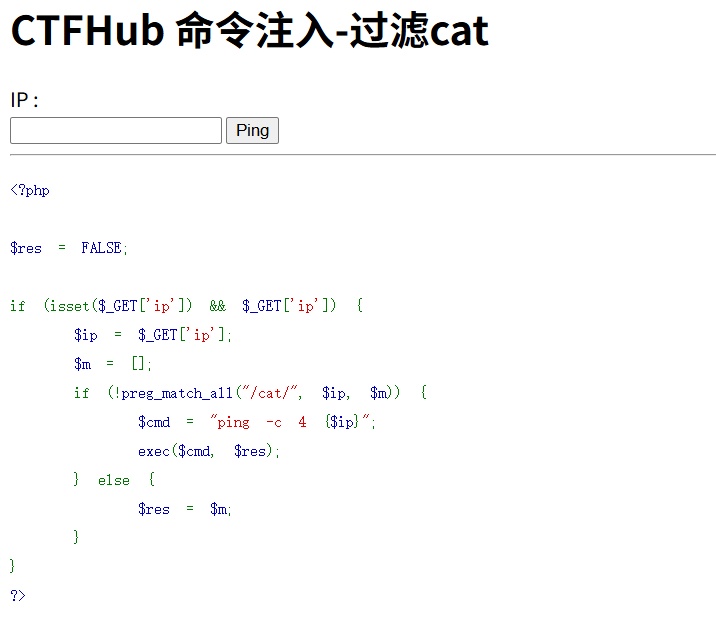 CTFHub 命令注入-过滤cat
IP :
Ping
<?php
$res = FALSE;
if (isset($_GET['ip']) && $_GET['ip']) {
$ip = $_GET['ip'];
$m = [];
if (!preg_match_all("/cat/", $ip, $m)) {
$cmd = "ping -c 4 {$ip}";
exec($cmd, $res);
} else {
$res = $m;
}
}
?>